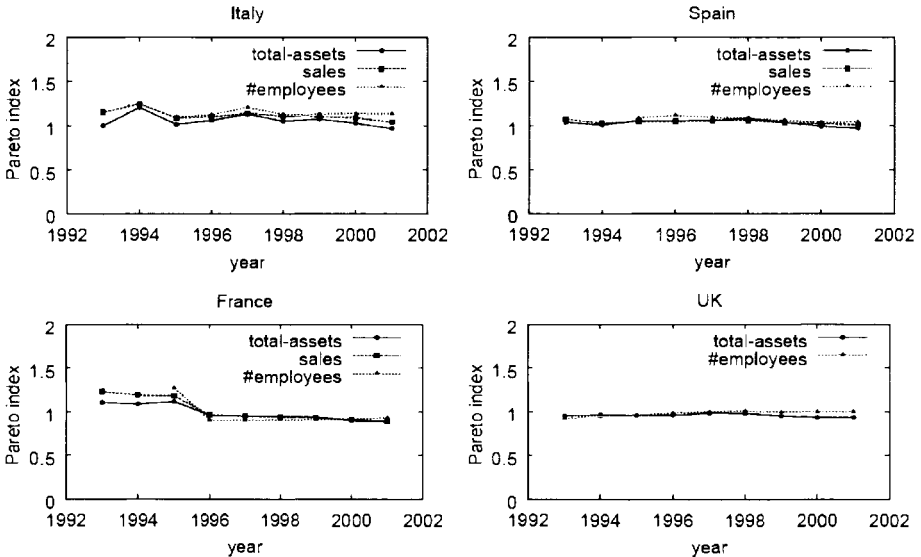 Italy
Pareto index
2
1.5
1
0.5
0
total-assets
sales
#employees
1992 1994 1996 1998 2000 2002
year
Spain
Pareto index
2
1.5
1
0.5
0
total-assets
sales
#employees
1992 1994 1996 1998 2000 2002
year
France
Pareto index
2
1.5
1
0.5
0
total-assets
sales
#employees
1992 1994 1996 1998 2000 2002
year
UK
Pareto index
2
1.5
1
0.5
0
total-assets
#employees
1992 1994 1996 1998 2000 2002
year